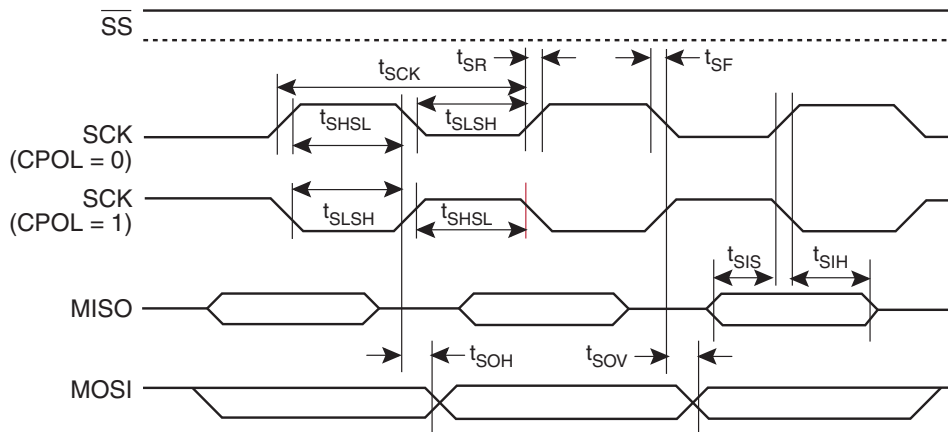 SS
tSCK
tSR
tSF
SCK
(CPOL = 0)
tSHSL
tSLSH
SCK
(CPOL = 1)
tSLSH
tSHSL
tSIS
tSIH
MISO
tSOH
tSOV
MOSI